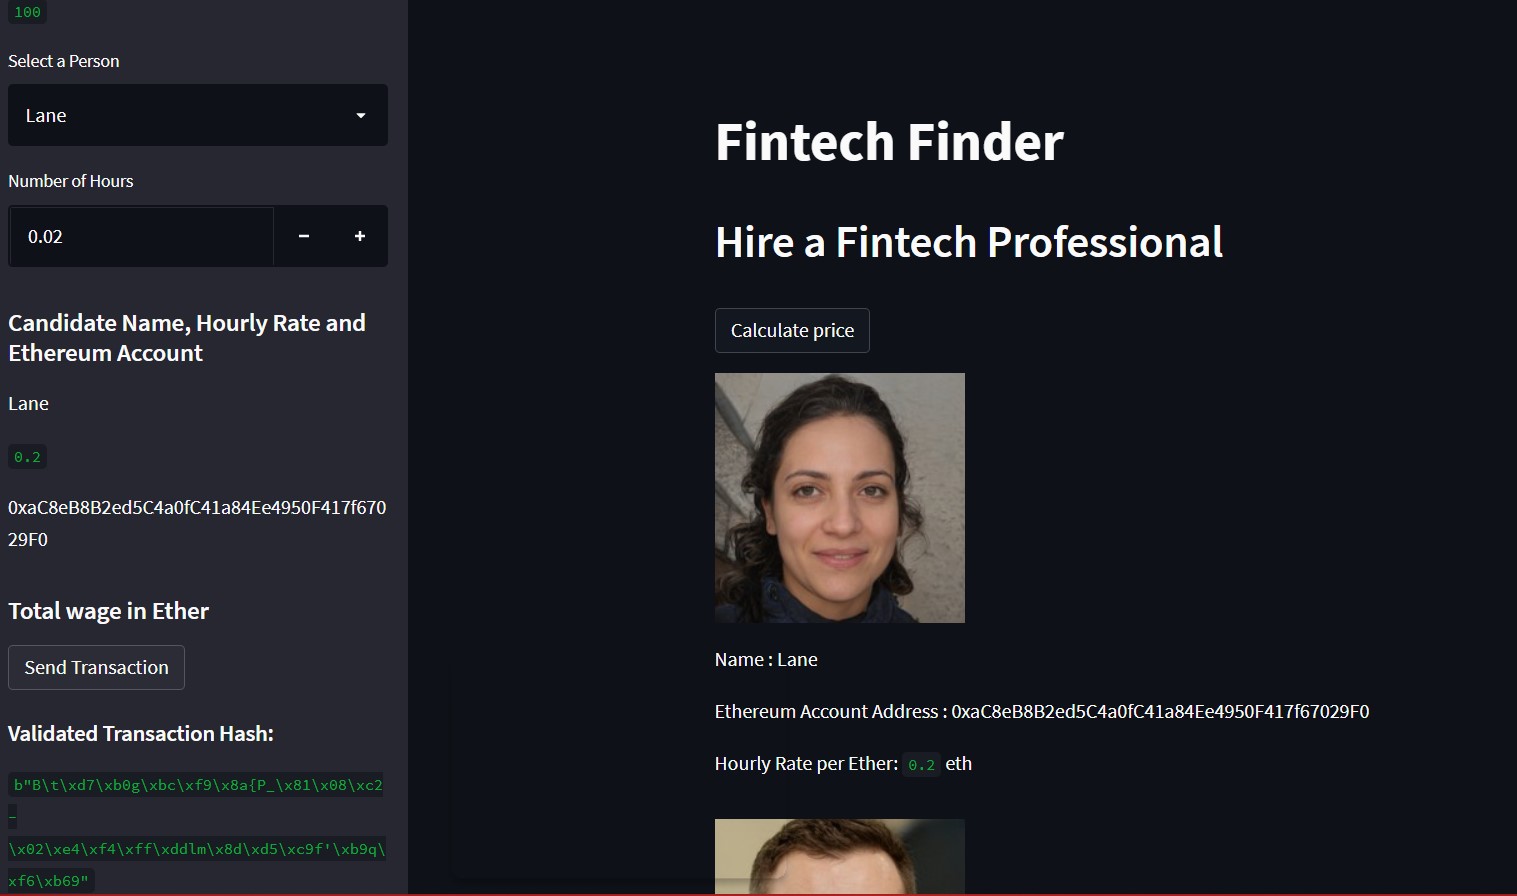 100
Select a Person
Lane
Number of Hours
0.02
Candidate Name, Hourly Rate and
Ethereum Account
Lane
0.2
0xaC8eB8B2ed5C4a0fC41a84Ee4950F417f670
29F0
Total wage in Ether
Send Transaction
Validated Transaction Hash:
b"B\t\xd7\xb0g\xbc\xf9\x8a{P_\x81\x08\xc2
-
\x02\xe4\xf4\xff\xddlm\x8d\xd5\xc9f'\xb9q\
xf6\xb69"
Fintech Finder
Hire a Fintech Professional
Calculate price
Name : Lane
Ethereum Account Address : 0xaC8eB8B2ed5C4a0fC41a84Ee4950F417f67029F0
Hourly Rate per Ether: 0.2 eth